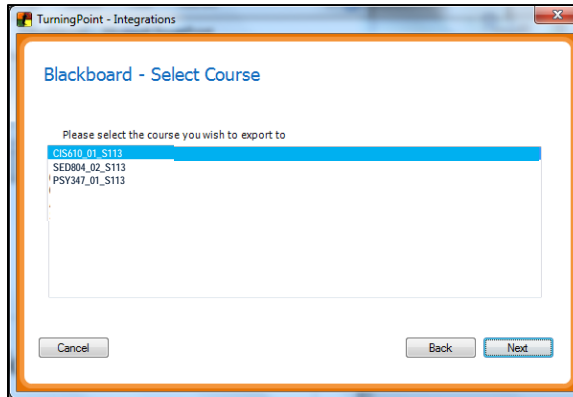 TurningPoint - Integrations
Blackboard - Select Course
Please select the course you wish to export to
CIS610_01_S113
SED804_02_S113
PSY347_01_S113
Cancel
Back
Next